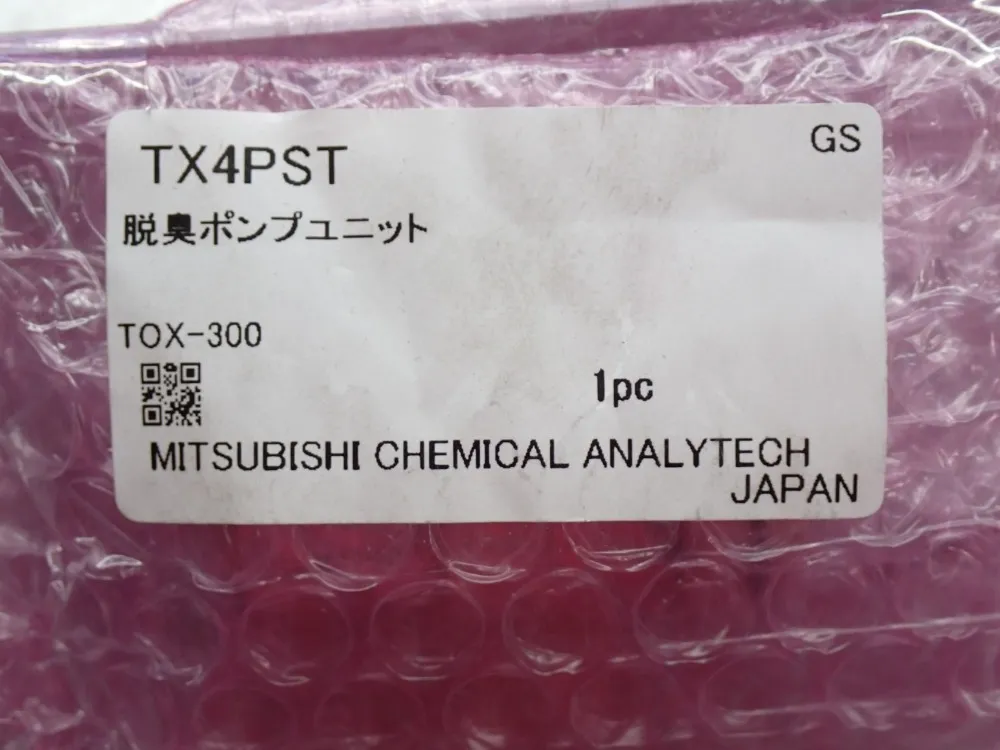 GS
TX4PST
脱臭ポンプユニット
TOX-300
1pc
MITSUBISHI CHEMICAL ANALYTECH
JAPAN